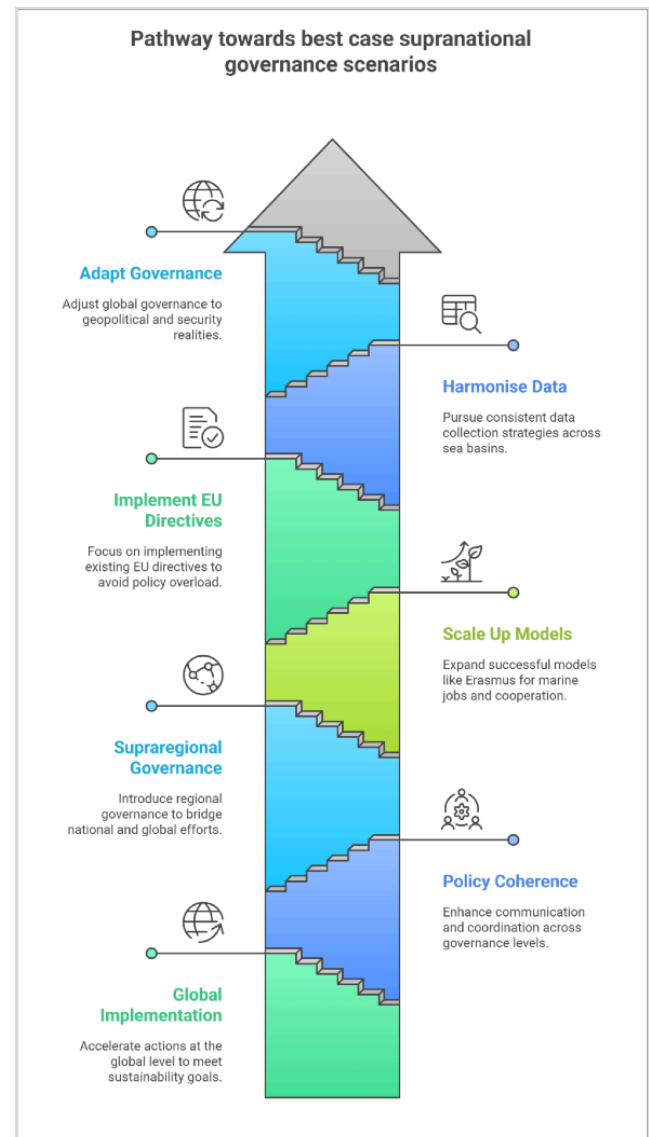 Pathway towards best case supranational
governance scenarios
Adapt Governance
Adjust global governance to
geopolitical and security
realities.
Harmonise Data
Pursue consistent data
collection strategies across
sea basins.
Implement EU
Directives
Focus on implementing
existing EU directives to
avoid policy overload.
Scale Up Models
Expand successful models
like Erasmus for marine
jobs and cooperation.
Supraregional
Governance
Introduce regional
governance to bridge
national and global efforts.
Policy Coherence
Enhance communication
and coordination across
governance levels.
Global
Implementation
Accelerate actions at the
global level to meet
sustainability goals.